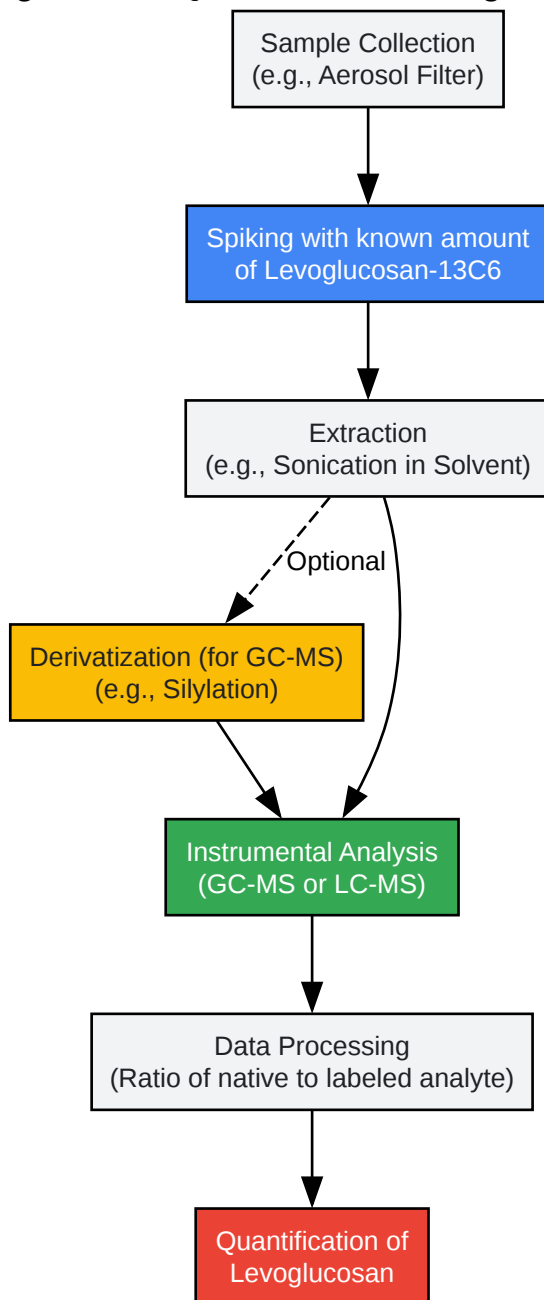 Sample Collection
(e.g., Aerosol Filter)
Spiking with known amount
of Levoglucosan-13C6
Extraction
(e.g., Sonication in Solvent)
Optional
Derivatization (for GC-MS)
(e.g., Silylation)
Instrumental Analysis
(GC-MS or LC-MS)
Data Processing
(Ratio of native to labeled analyte)
Quantification of
Levoglucosan